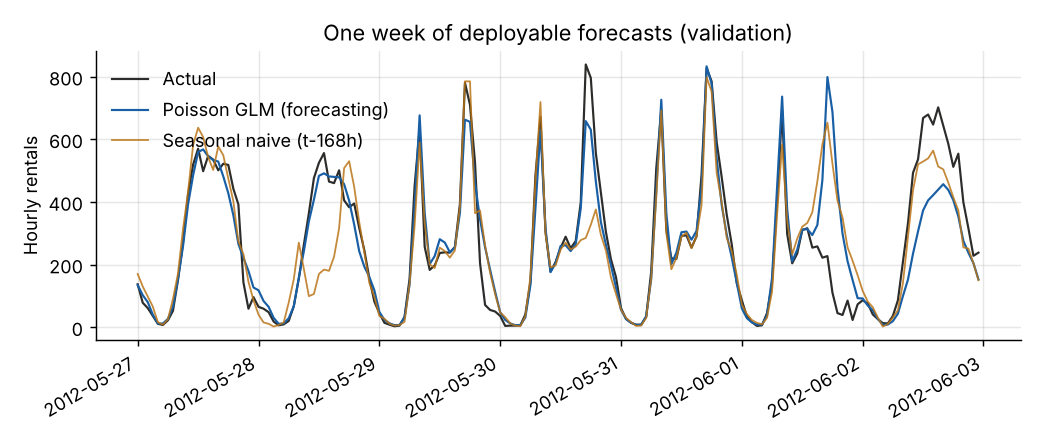 One week of deployable forecasts (validation)
Hourly rentals
800
600
400
200
0
Actual
Poisson GLM (forecasting)
Seasonal naive (t-168h)
2012-05-27
2012-05-28
2012-05-29
2012-05-30
2012-05-31
2012-06-01
2012-06-02
2012-06-03